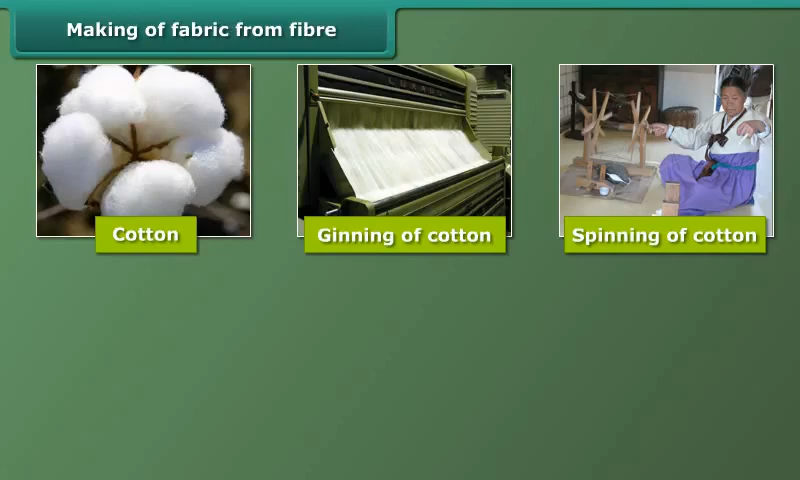 Making of fabric from fibre
Cotton
Ginning of cotton
Spinning of cotton